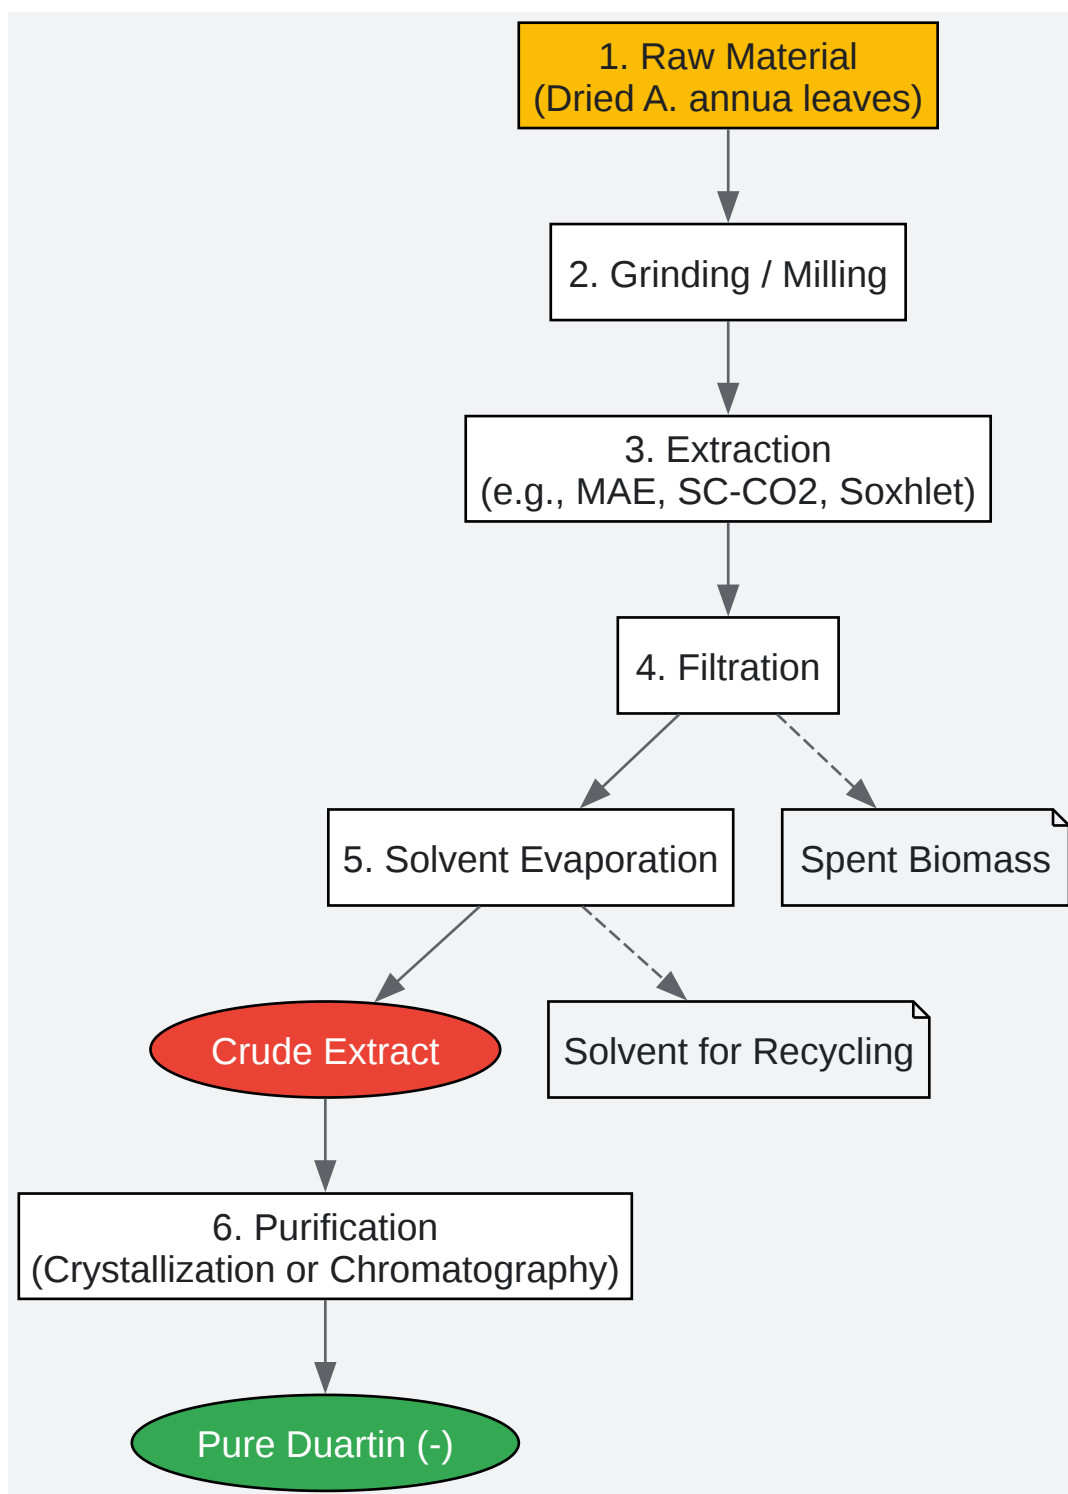 1. Raw Material
(Dried A. annua leaves)
2. Grinding / Milling
3. Extraction
(e.g., MAE, SC-CO2, Soxhlet)
4. Filtration
5. Solvent Evaporation
Spent Biomass
Crude Extract
Solvent for Recycling
6. Purification
(Crystallization or Chromatography)
Pure Duartin (-)